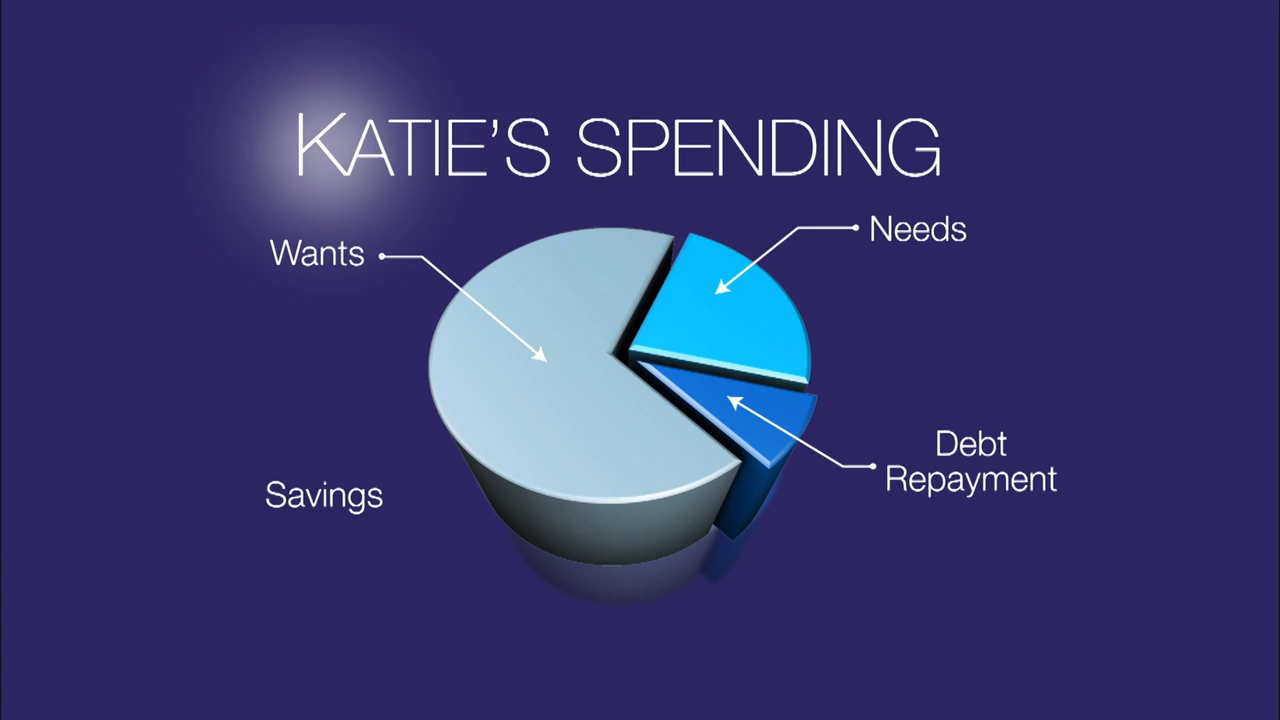 KATIE’S SPENDING
Needs
Wants
Debt
Repayment
Savings